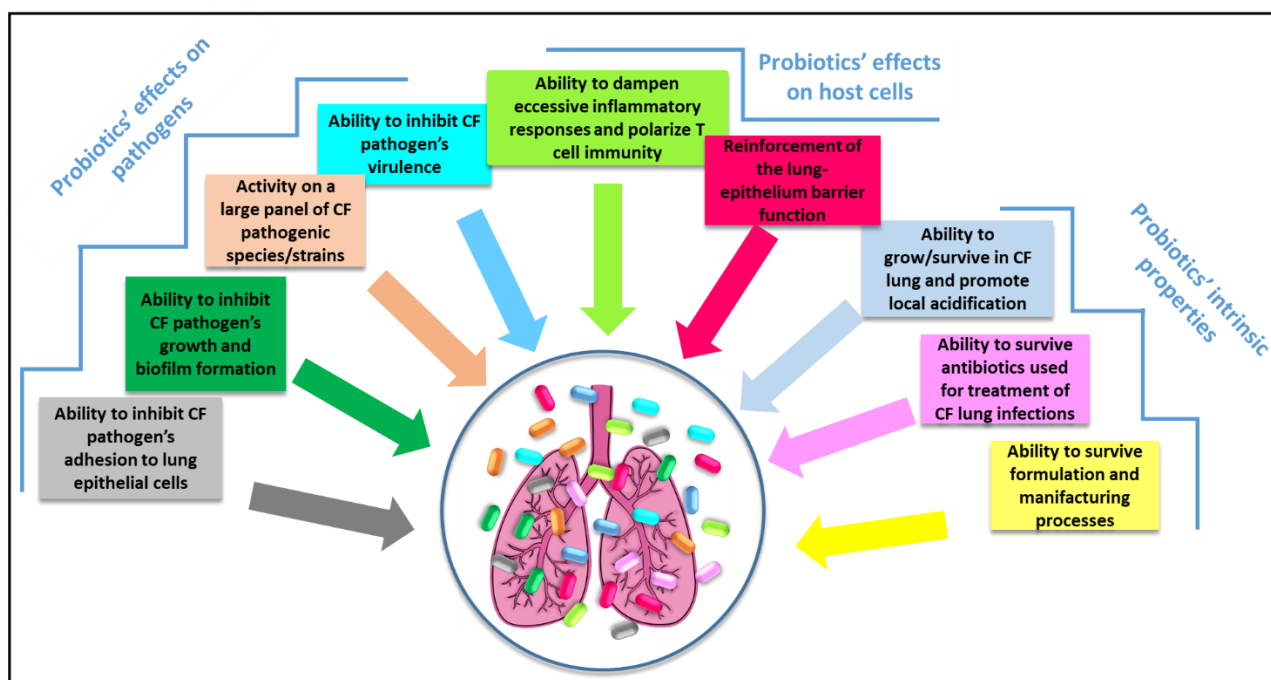 Probiotics' effects on
pathogens
Ability to inhibit CF
pathogen's
adhesion to lung
epithelial cells
Ability to inhibit
CF pathogen's
growth and
biofilm formation
Activity on a
large panel of CF
pathogenic
species/strains
Ability to inhibit CF
pathogen's
virulence
Probiotics' effects
on host cells
Ability to dampen
eccessive inflammatory
responses and polarize T
cell immunity
Reinforcement of
the lung-
epithelium barrier
function
Probiotics' intrinsic
properties
Ability to
grow/survive in CF
lung and promote
local acidification
Ability to survive
antibiotics used
for treatment of
CF lung infections
Ability to survive
formulation and
manifacturing
processes